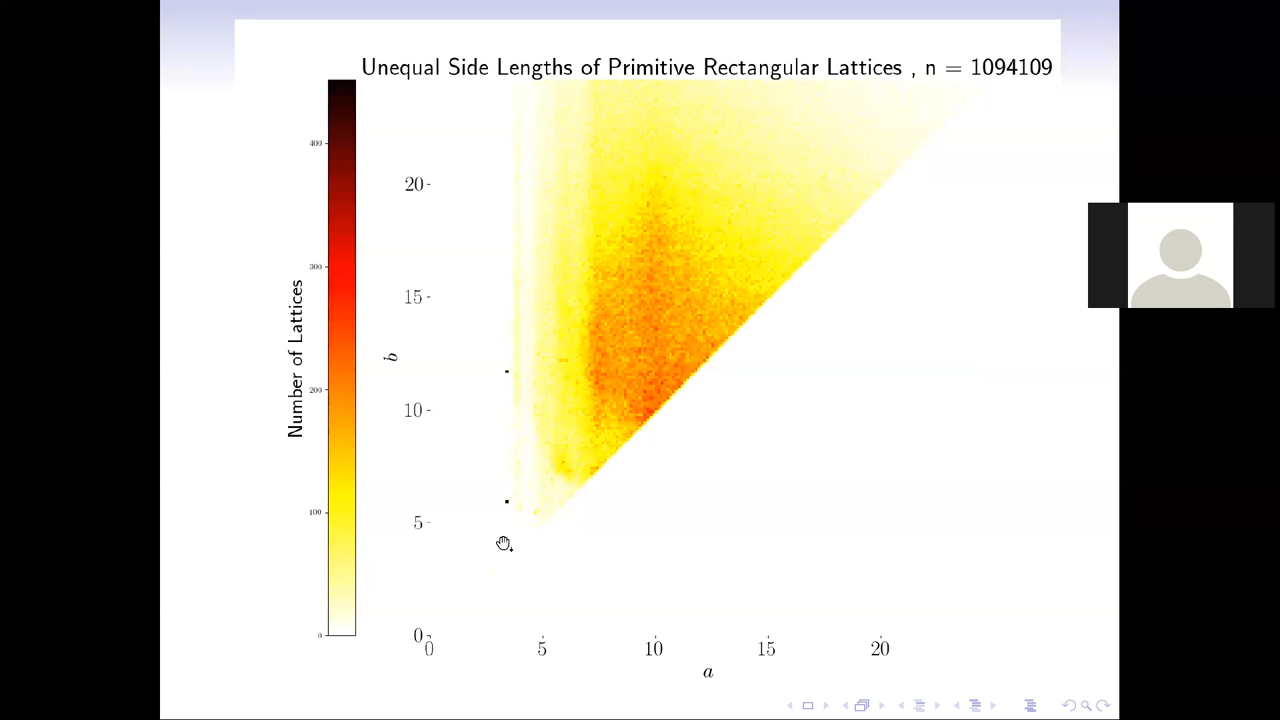 Unequal Side Lengths of Primitive Rectangular Lattices , n = 1094109
400
300
200
100
0
Number of Lattices
20
15
10
5
0
b
0 5 10 15 20
a